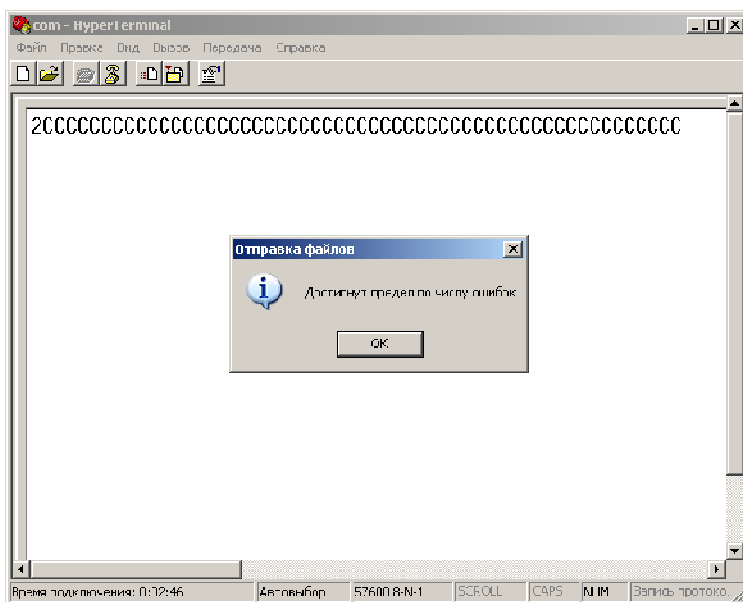 com - HyperTerminal
Файл Правка Вид Вызов Передача Справка
2CCCCCCCCCCCCCCCCCCCCCCCCCCCCCCCCCCCCCCCCCCCCCCCCCCCCCC
Отправка файлов
Достигнут предел по числу ошибок
OK
Время подключения: 0:02:46 Автовыбор 57600 8-N-1 SCROLL CAPS NUM Запись протоко